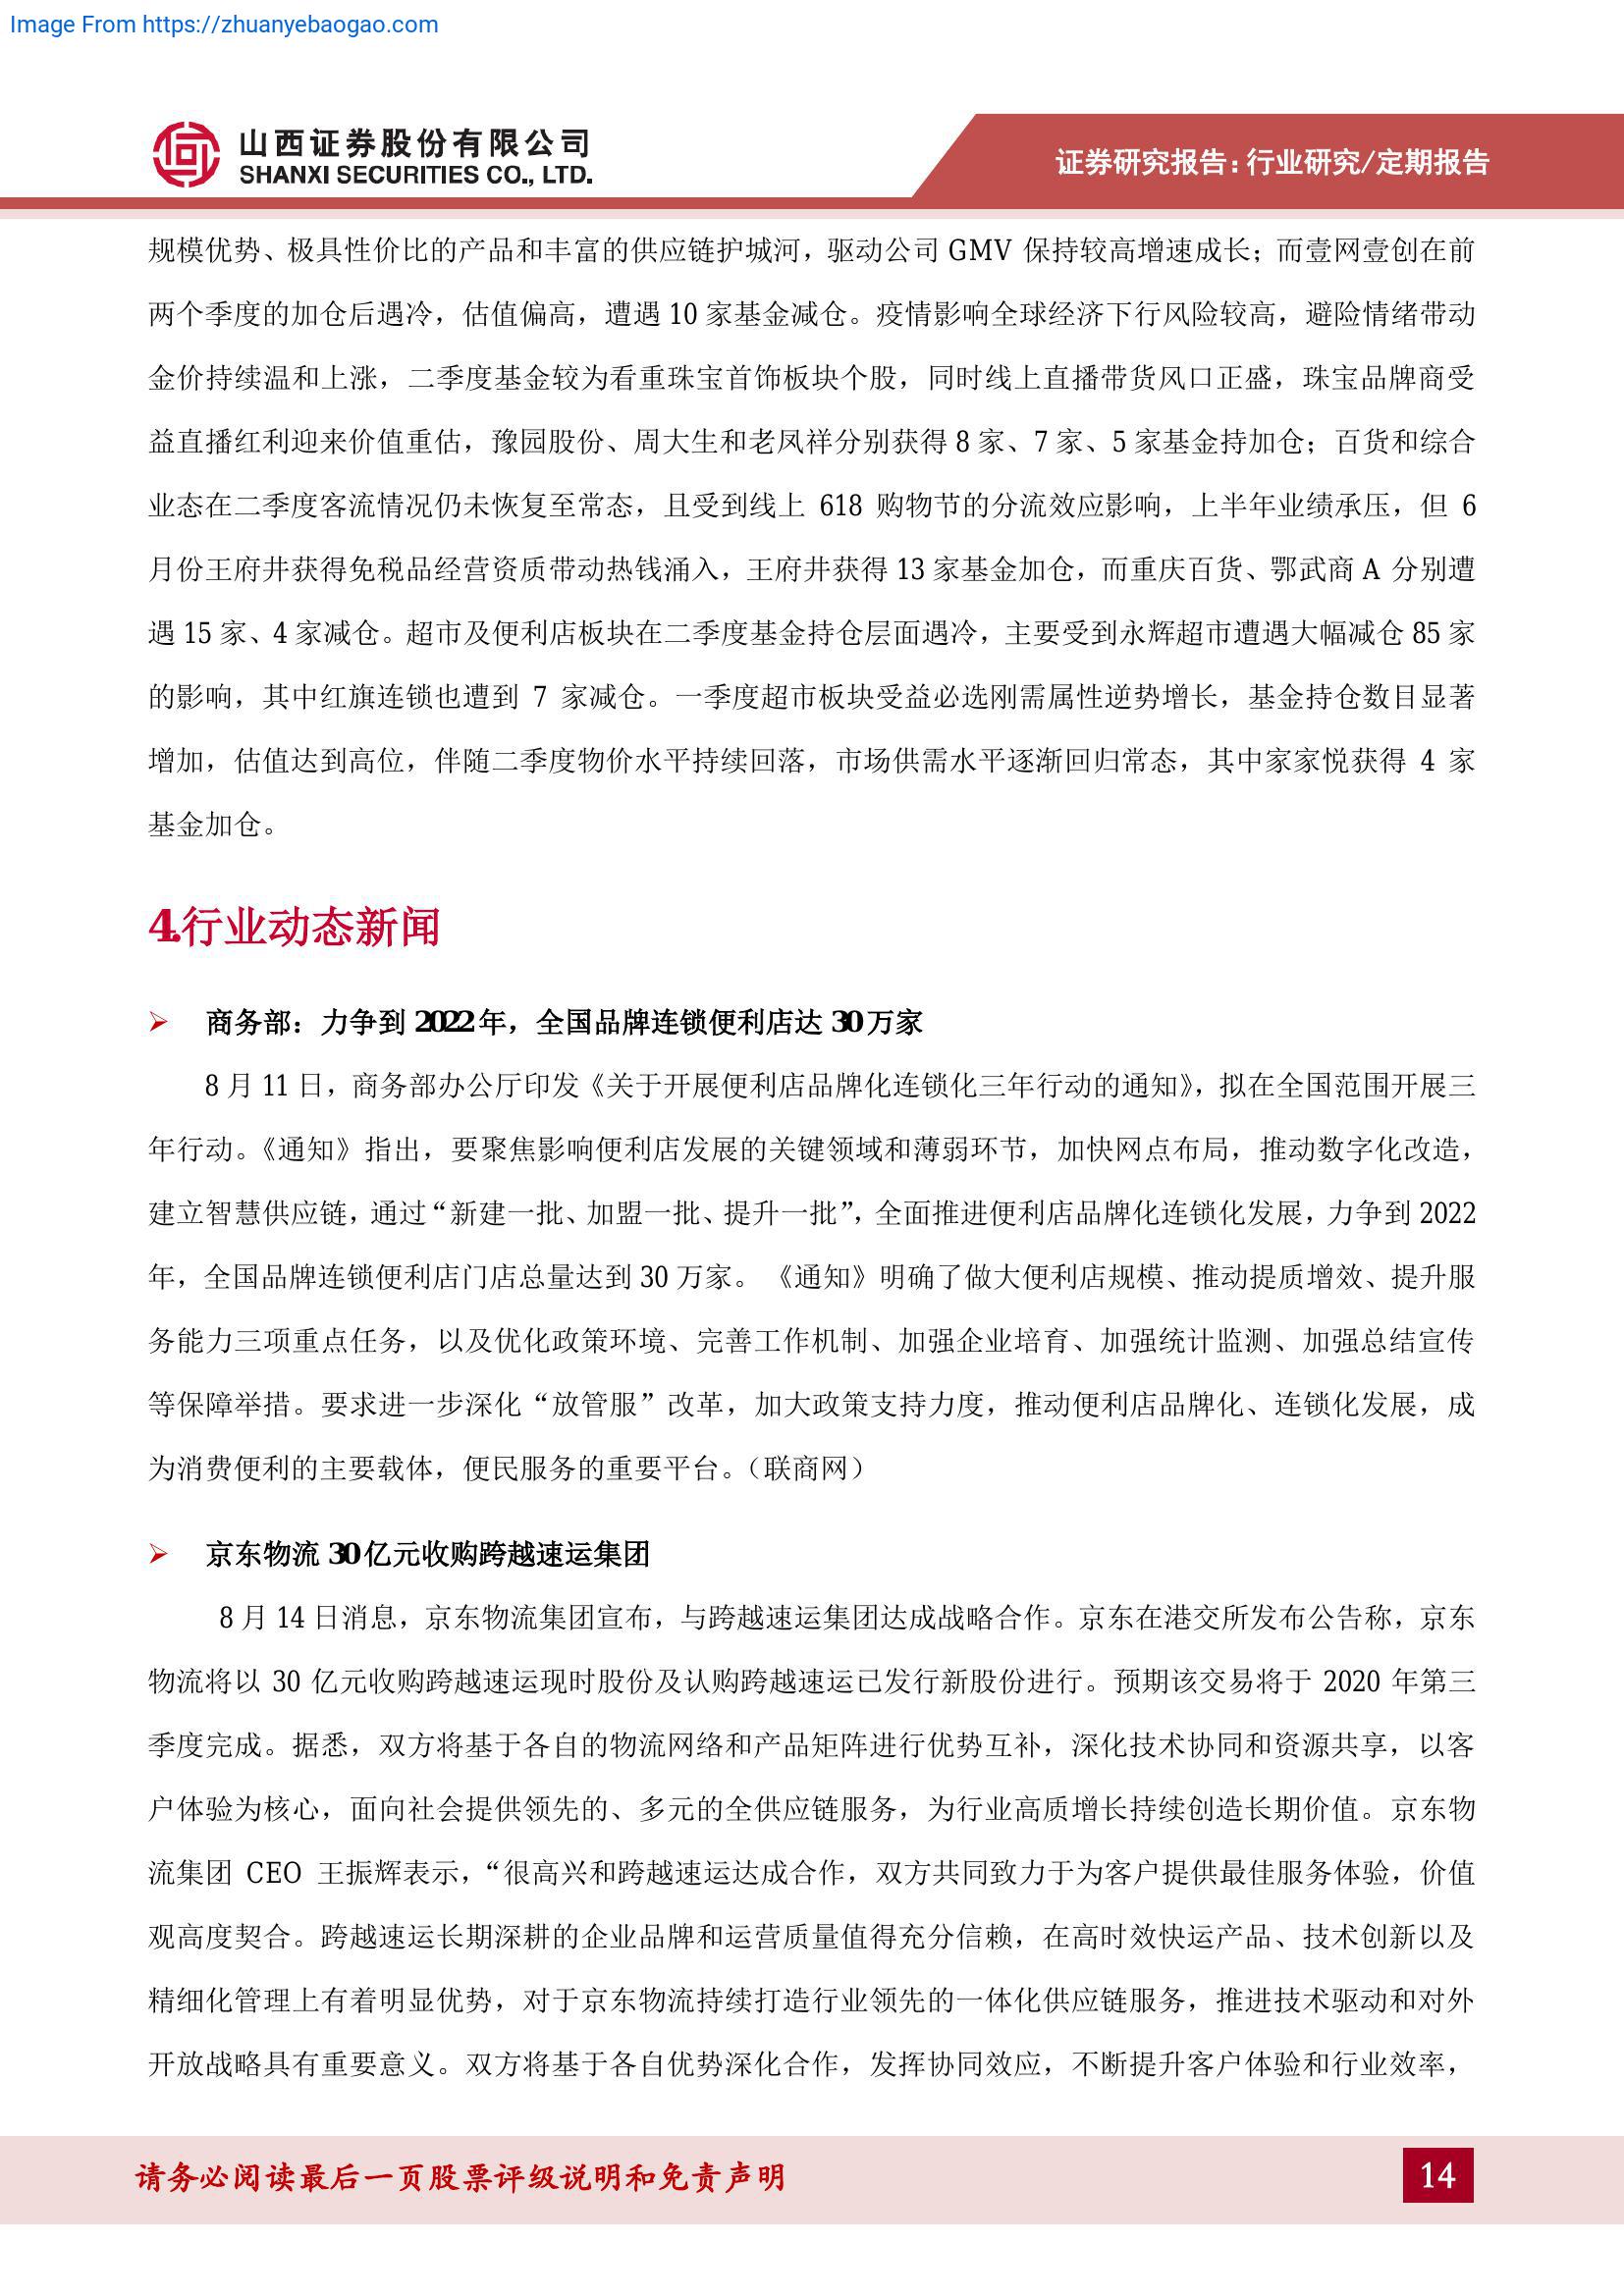 Image From https://zhuanyebaogao.com
山西证券股份有限公司
SHANXI SECURITIES CO., LTD.
证券研究报告：行业研究/定期报告
规模优势、极具性价比的产品和丰富的供应链护城河，驱动公司 GMV 保持较高增速成长；而壹网壹创在前
两个季度的加仓后遇冷，估值偏高，遭遇 10 家基金减仓。疫情影响全球经济下行风险较高，避险情绪带动
金价持续温和上涨，二季度基金较为看重珠宝首饰板块个股，同时线上直播带货风口正盛，珠宝品牌商受
益直播红利迎来价值重估，豫园股份、周大生和老凤祥分别获得 8 家、7 家、5 家基金持加仓；百货和综合
业态在二季度客流情况仍未恢复至常态，且受到线上 618 购物节的分流效应影响，上半年业绩承压，但 6
月份王府井获得免税品经营资质带动热钱涌入，王府井获得 13 家基金加仓，而重庆百货、鄂武商 A 分别遭
遇 15 家、4 家减仓。超市及便利店板块在二季度基金持仓层面遇冷，主要受到永辉超市遭遇大幅减仓 85 家
的影响，其中红旗连锁也遭到 7 家减仓。一季度超市板块受益必选刚需属性逆势增长，基金持仓数目显著
增加，估值达到高位，伴随二季度物价水平持续回落，市场供需水平逐渐回归常态，其中家家悦获得 4 家
基金加仓。
4.行业动态新闻
➢ 商务部：力争到 2022 年，全国品牌连锁便利店达 30 万家
8 月 11 日，商务部办公厅印发《关于开展便利店品牌化连锁化三年行动的通知》，拟在全国范围开展三
年行动。《通知》指出，要聚焦影响便利店发展的关键领域和薄弱环节，加快网点布局，推动数字化改造，
建立智慧供应链，通过“新建一批、加盟一批、提升一批”，全面推进便利店品牌化连锁化发展，力争到 2022
年，全国品牌连锁便利店门店总量达到 30 万家。 《通知》明确了做大便利店规模、推动提质增效、提升服
务能力三项重点任务，以及优化政策环境、完善工作机制、加强企业培育、加强统计监测、加强总结宣传
等保障举措。要求进一步深化“放管服”改革，加大政策支持力度，推动便利店品牌化、连锁化发展，成
为消费便利的主要载体，便民服务的重要平台。（联商网）
➢ 京东物流 30 亿元收购跨越速运集团
8 月 14 日消息，京东物流集团宣布，与跨越速运集团达成战略合作。京东在港交所发布公告称，京东
物流将以 30 亿元收购跨越速运现时股份及认购跨越速运已发行新股份进行。预期该交易将于 2020 年第三
季度完成。据悉，双方将基于各自的物流网络和产品矩阵进行优势互补，深化技术协同和资源共享，以客
户体验为核心，面向社会提供领先的、多元的全供应链服务，为行业高质增长持续创造长期价值。京东物
流集团 CEO 王振辉表示，“很高兴和跨越速运达成合作，双方共同致力于为客户提供最佳服务体验，价值
观高度契合。跨越速运长期深耕的企业品牌和运营质量值得充分信赖，在高时效快运产品、技术创新以及
精细化管理上有着明显优势，对于京东物流持续打造行业领先的一体化供应链服务，推进技术驱动和对外
开放战略具有重要意义。双方将基于各自优势深化合作，发挥协同效应，不断提升客户体验和行业效率，
请务必阅读最后一页股票评级说明和免责声明
14